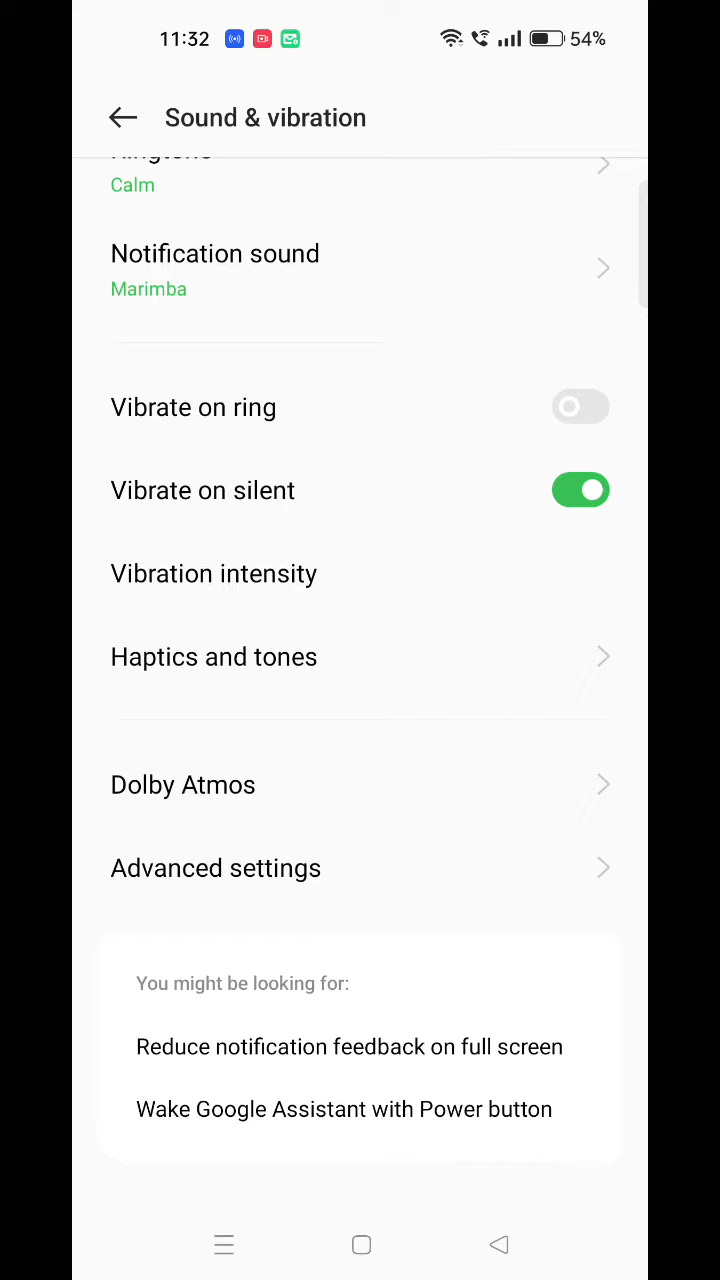 11:32 54%
Sound & vibration
Ringtone
Calm
Notification sound
Marimba
Vibrate on ring
Vibrate on silent
Vibration intensity
Haptics and tones
Dolby Atmos
Advanced settings
You might be looking for:
Reduce notification feedback on full screen
Wake Google Assistant with Power button